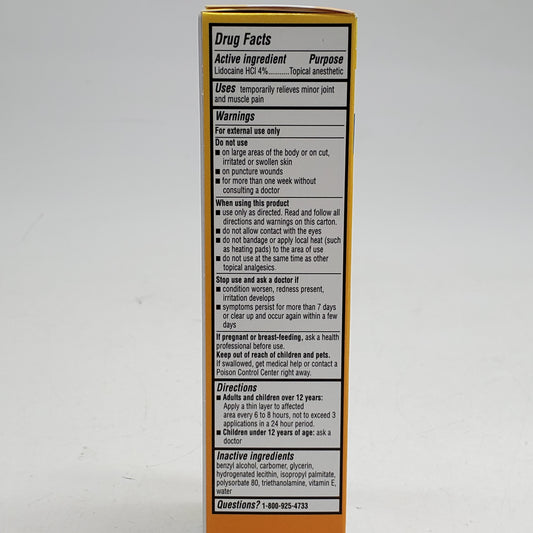 Drug Facts
Active ingredient Purpose
Lidocaine HCl 4%...........Topical anesthetic
Uses temporarily relieves minor joint
and muscle pain
Warnings
For external use only
Do not use
■ on large areas of the body or on cut,
irritated or swollen skin
■ on puncture wounds
■ for more than one week without
consulting a doctor
When using this product
■ use only as directed. Read and follow all
directions and warnings on this carton.
■ do not allow contact with the eyes
■ do not bandage or apply local heat (such
as heating pads) to the area of use
■ do not use at the same time as other
topical analgesics.
Stop use and ask a doctor if
■ condition worsen, redness present,
irritation develops
■ symptoms persist for more than 7 days
or clear up and occur again within a few
days
If pregnant or breast-feeding, ask a health
professional before use.
Keep out of reach of children and pets.
If swallowed, get medical help or contact a
Poison Control Center right away.
Directions
■ Adults and children over 12 years:
Apply a thin layer to affected
area every 6 to 8 hours, not to exceed 3
applications in a 24 hour period.
■ Children under 12 years of age: ask a
doctor
Inactive ingredients
benzyl alcohol, carbomer, glycerin,
hydrogenated lecithin, isopropyl palmitate,
polysorbate 80, triethanolamine, vitamin E,
water
Questions? 1-800-925-4733